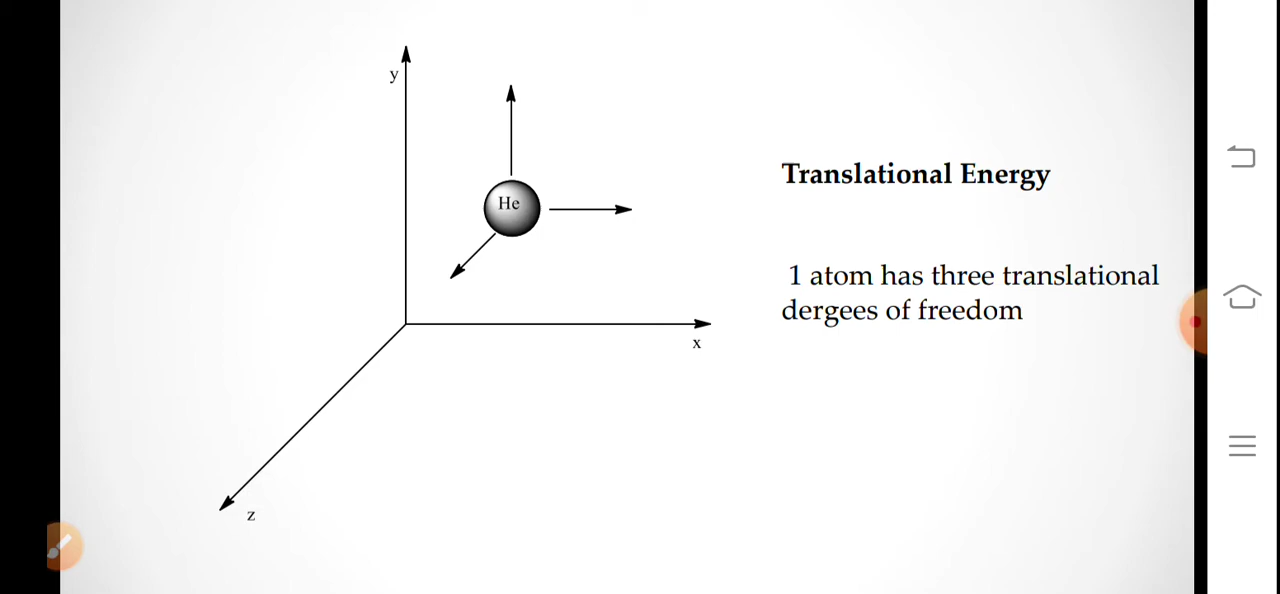 y
He
x
z
Translational Energy
1 atom has three translational
dergees of freedom